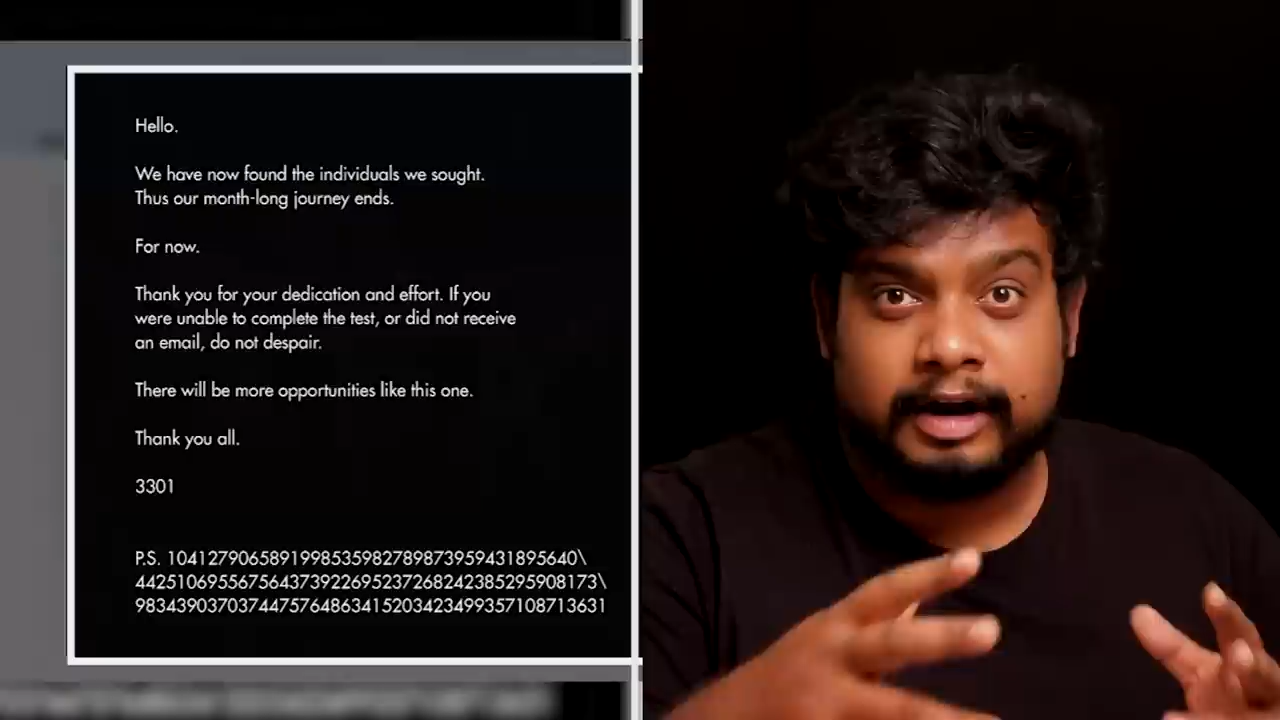 Hello.
We have now found the individuals we sought.
Thus our month-long journey ends.
For now.
Thank you for your dedication and effort. If you
were unable to complete the test, or did not receive
an email, do not despair.
There will be more opportunities like this one.
Thank you all.
3301
P.S. 1041279065891998535982789873959431895640\
442510695567564373922695237268242385295908173\
9834390370374475764863415203423499357108713631